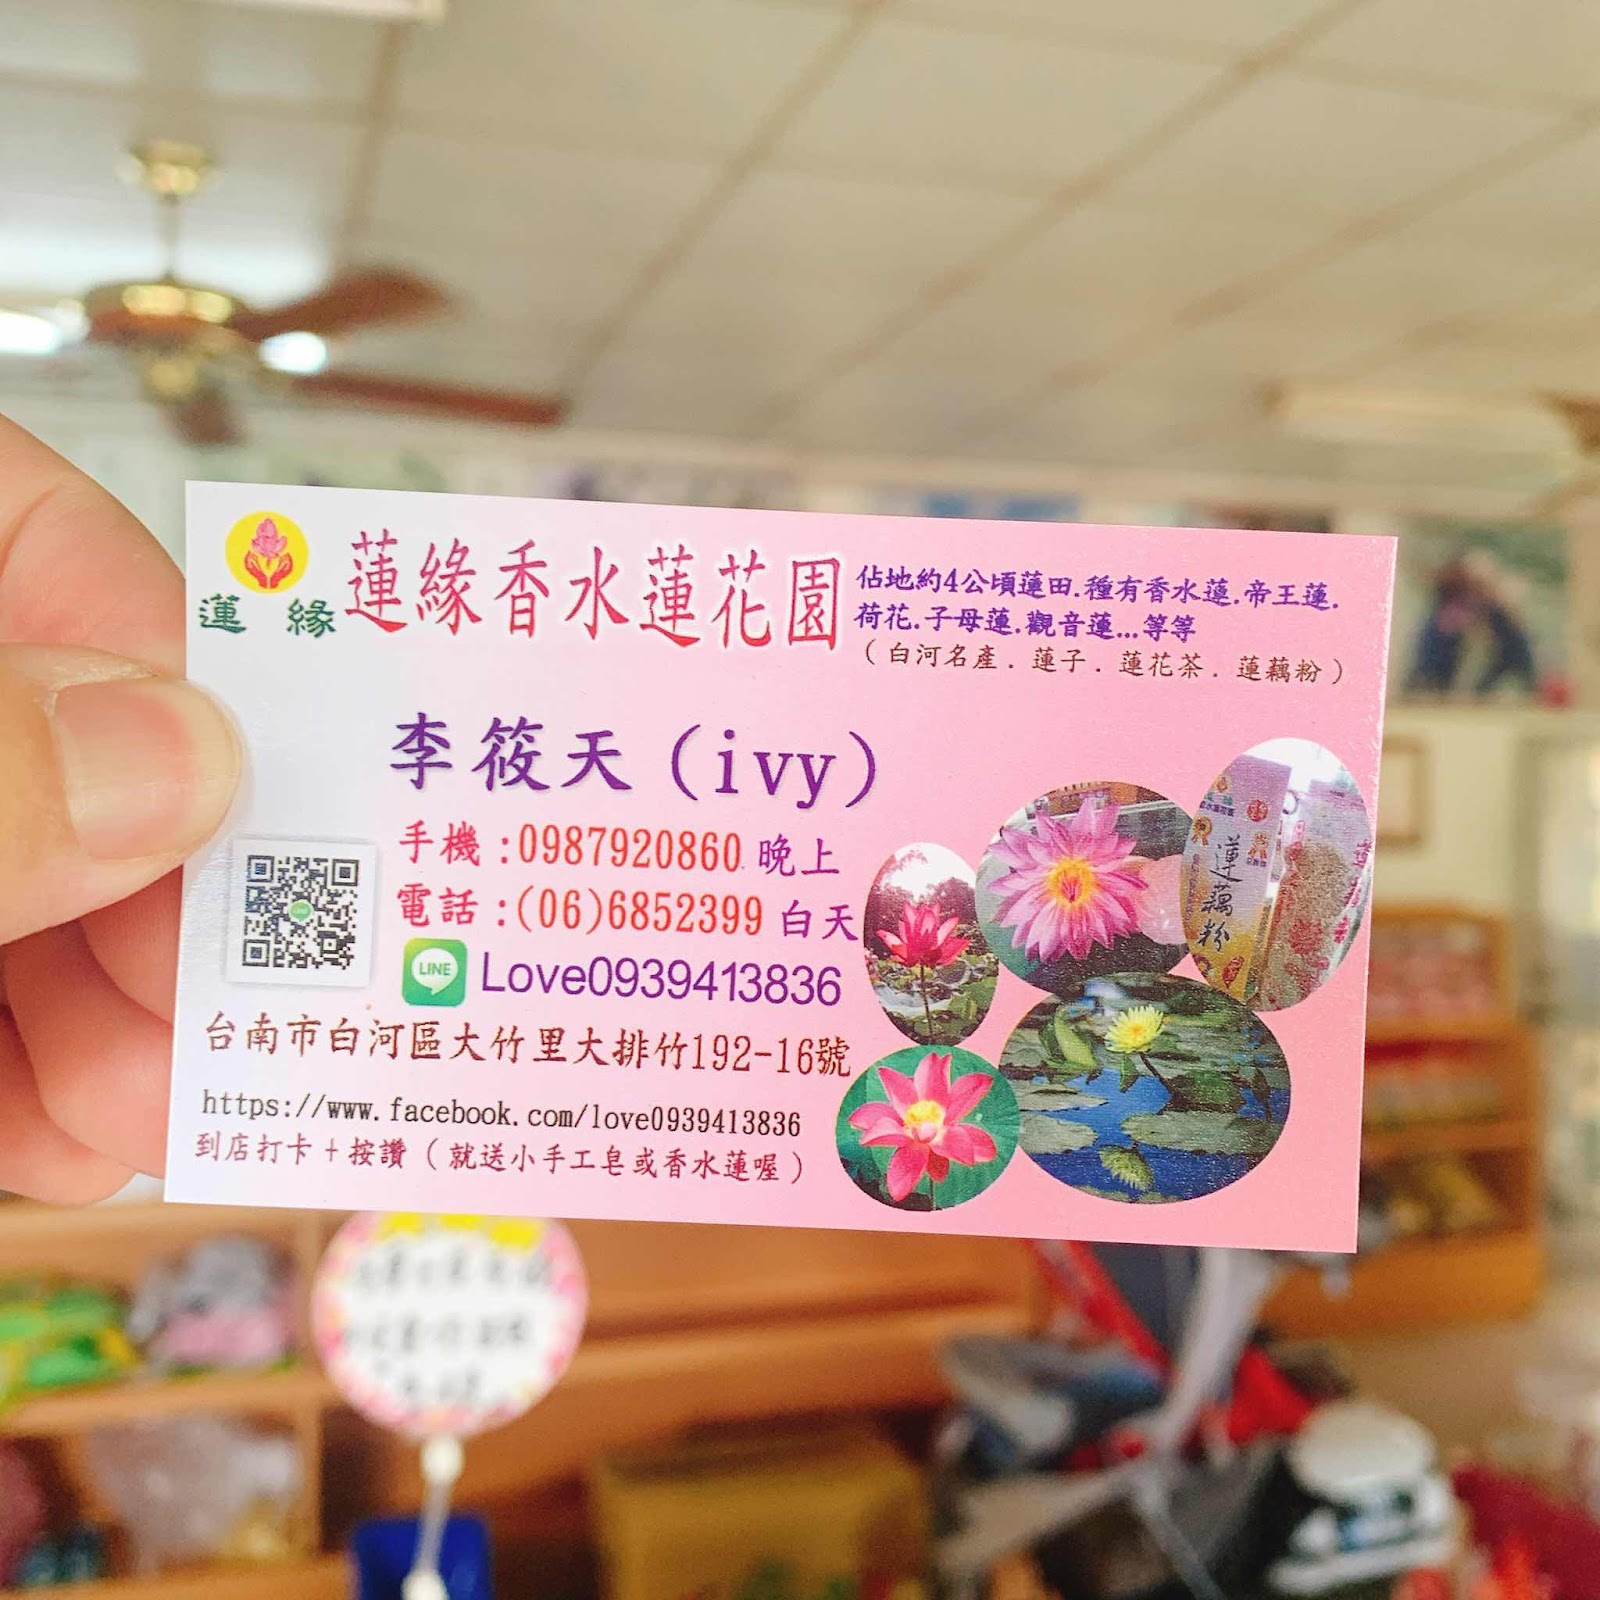 蓮緣
蓮緣香水蓮花園
佔地約4公頃蓮田.種有香水蓮.帝王蓮.
荷花.子母蓮.觀音蓮...等等
(白河名產.蓮子.蓮花茶.蓮藕粉)
李筱天(ivy)
手機:0987920860 晚上
電話:(06)6852399 白天
LINE Love0939413836
台南市白河區大竹里大排竹192-16號
https://www.facebook.com/love0939413836
到店打卡+按讚(就送小手工皂或香水蓮喔)
蓮藕粉